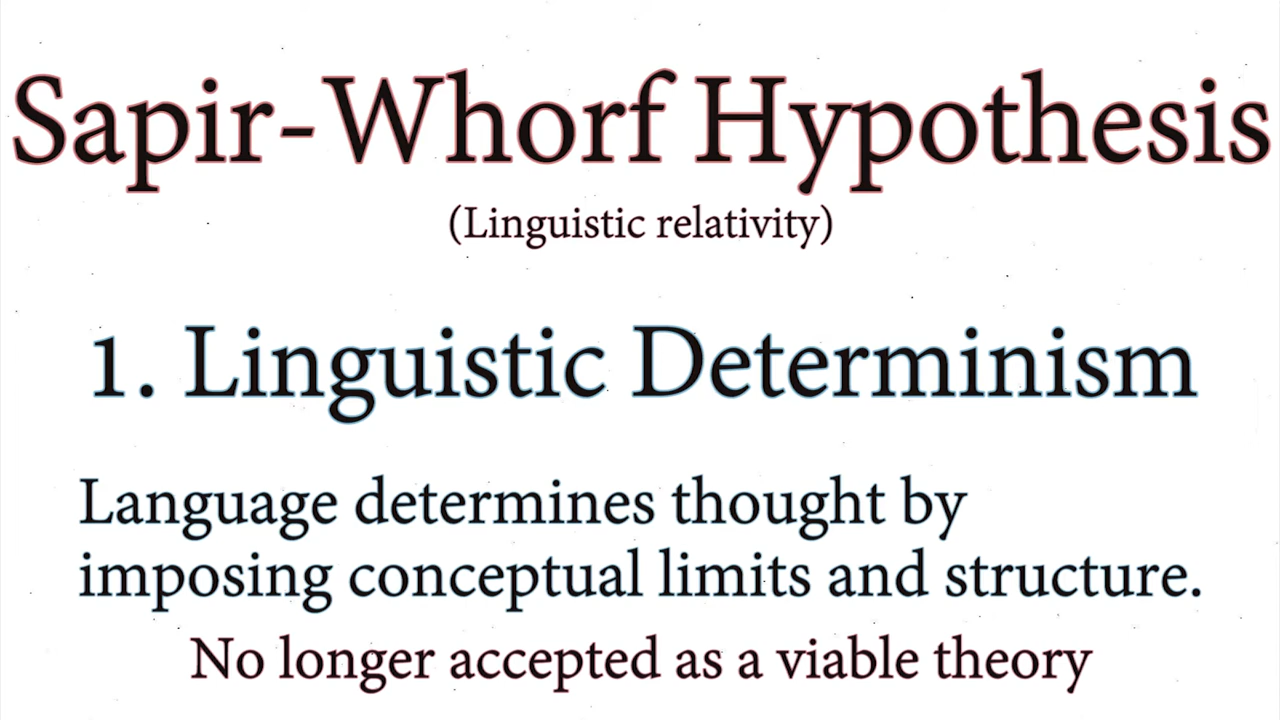 Sapir-Whorf Hypothesis
(Linguistic relativity)
1. Linguistic Determinism
Language determines thought by
imposing conceptual limits and structure.
No longer accepted as a viable theory